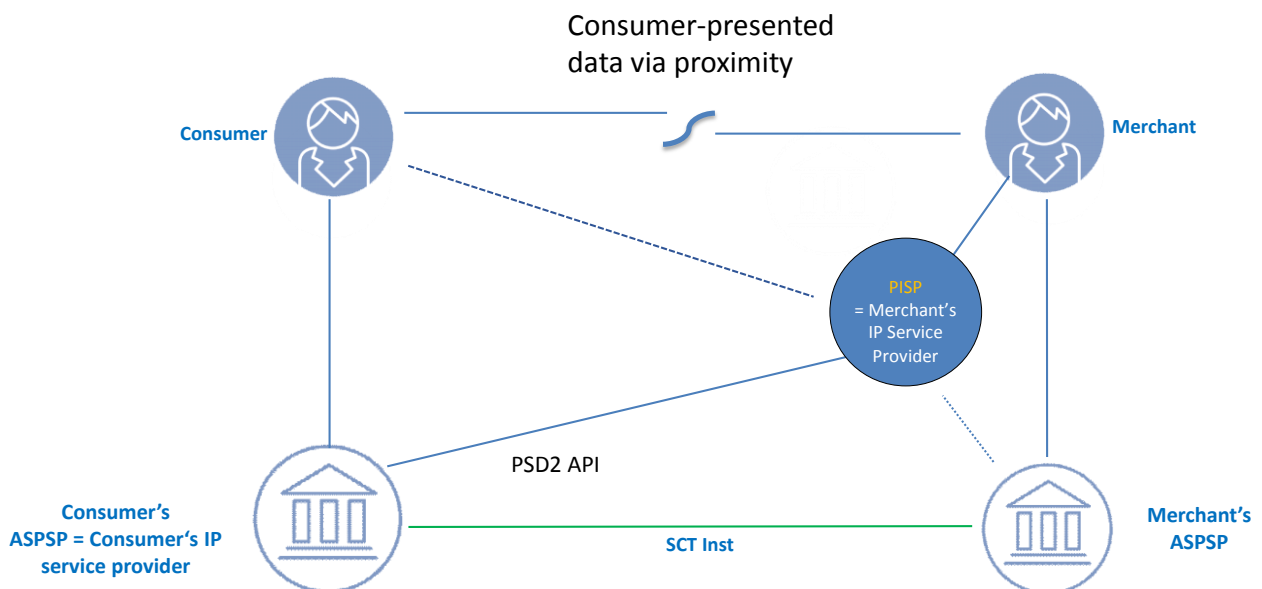 Consumer-presented
data via proximity
Consumer
Merchant
PISP
= Merchant’s
IP Service
Provider
PSD2 API
Consumer’s
ASPSP = Consumer‘s IP
service provider
SCT Inst
Merchant’s
ASPSP